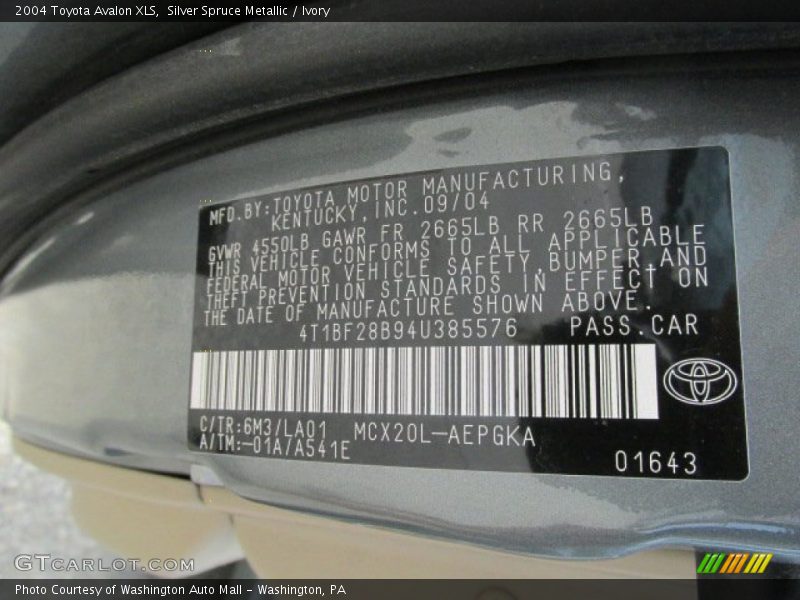 2004 Toyota Avalon XLS,  Silver Spruce Metallic / Ivory
MFD.BY:TOYOTA MOTOR MANUFACTURING,
KENTUCKY,INC.09/04
GVWR 4550LB GAWR FR 2665LB RR 2665LB
THIS VEHICLE CONFORMS TO ALL APPLICABLE
FEDERAL MOTOR VEHICLE SAFETY,BUMPER,AND
THEFT PREVENTION STANDARDS IN EFFECT ON
THE DATE OF MANUFACTURE SHOWN ABOVE.
4T1BF28B94U385576 PASS.CAR
C/TR:6M3/LA01 MCX20L-AEPGKA
A/TM:-01A/A541E
01643
GTCARLOT.COM
Photo Courtesy of Washington Auto Mall - Washington, PA